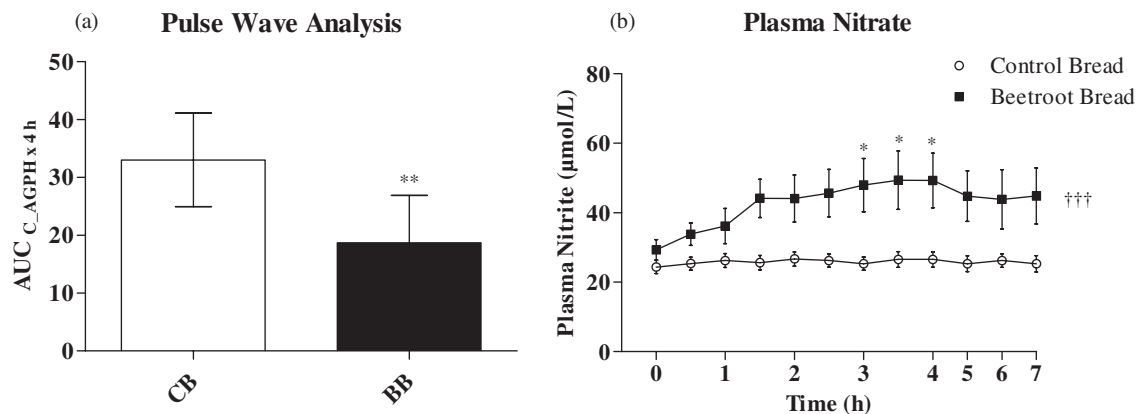 (a)
Pulse Wave Analysis
50
40
30
20
10
0
AUC C_AGPH x 4 h
**
CB
BB
(b)
Plasma Nitrate
Control Bread
Beetroot Bread
80
60
40
20
0
Plasma Nitrite (µmol/L)
* * *
†††
0 1 2 3 4 5 6 7
Time (h)